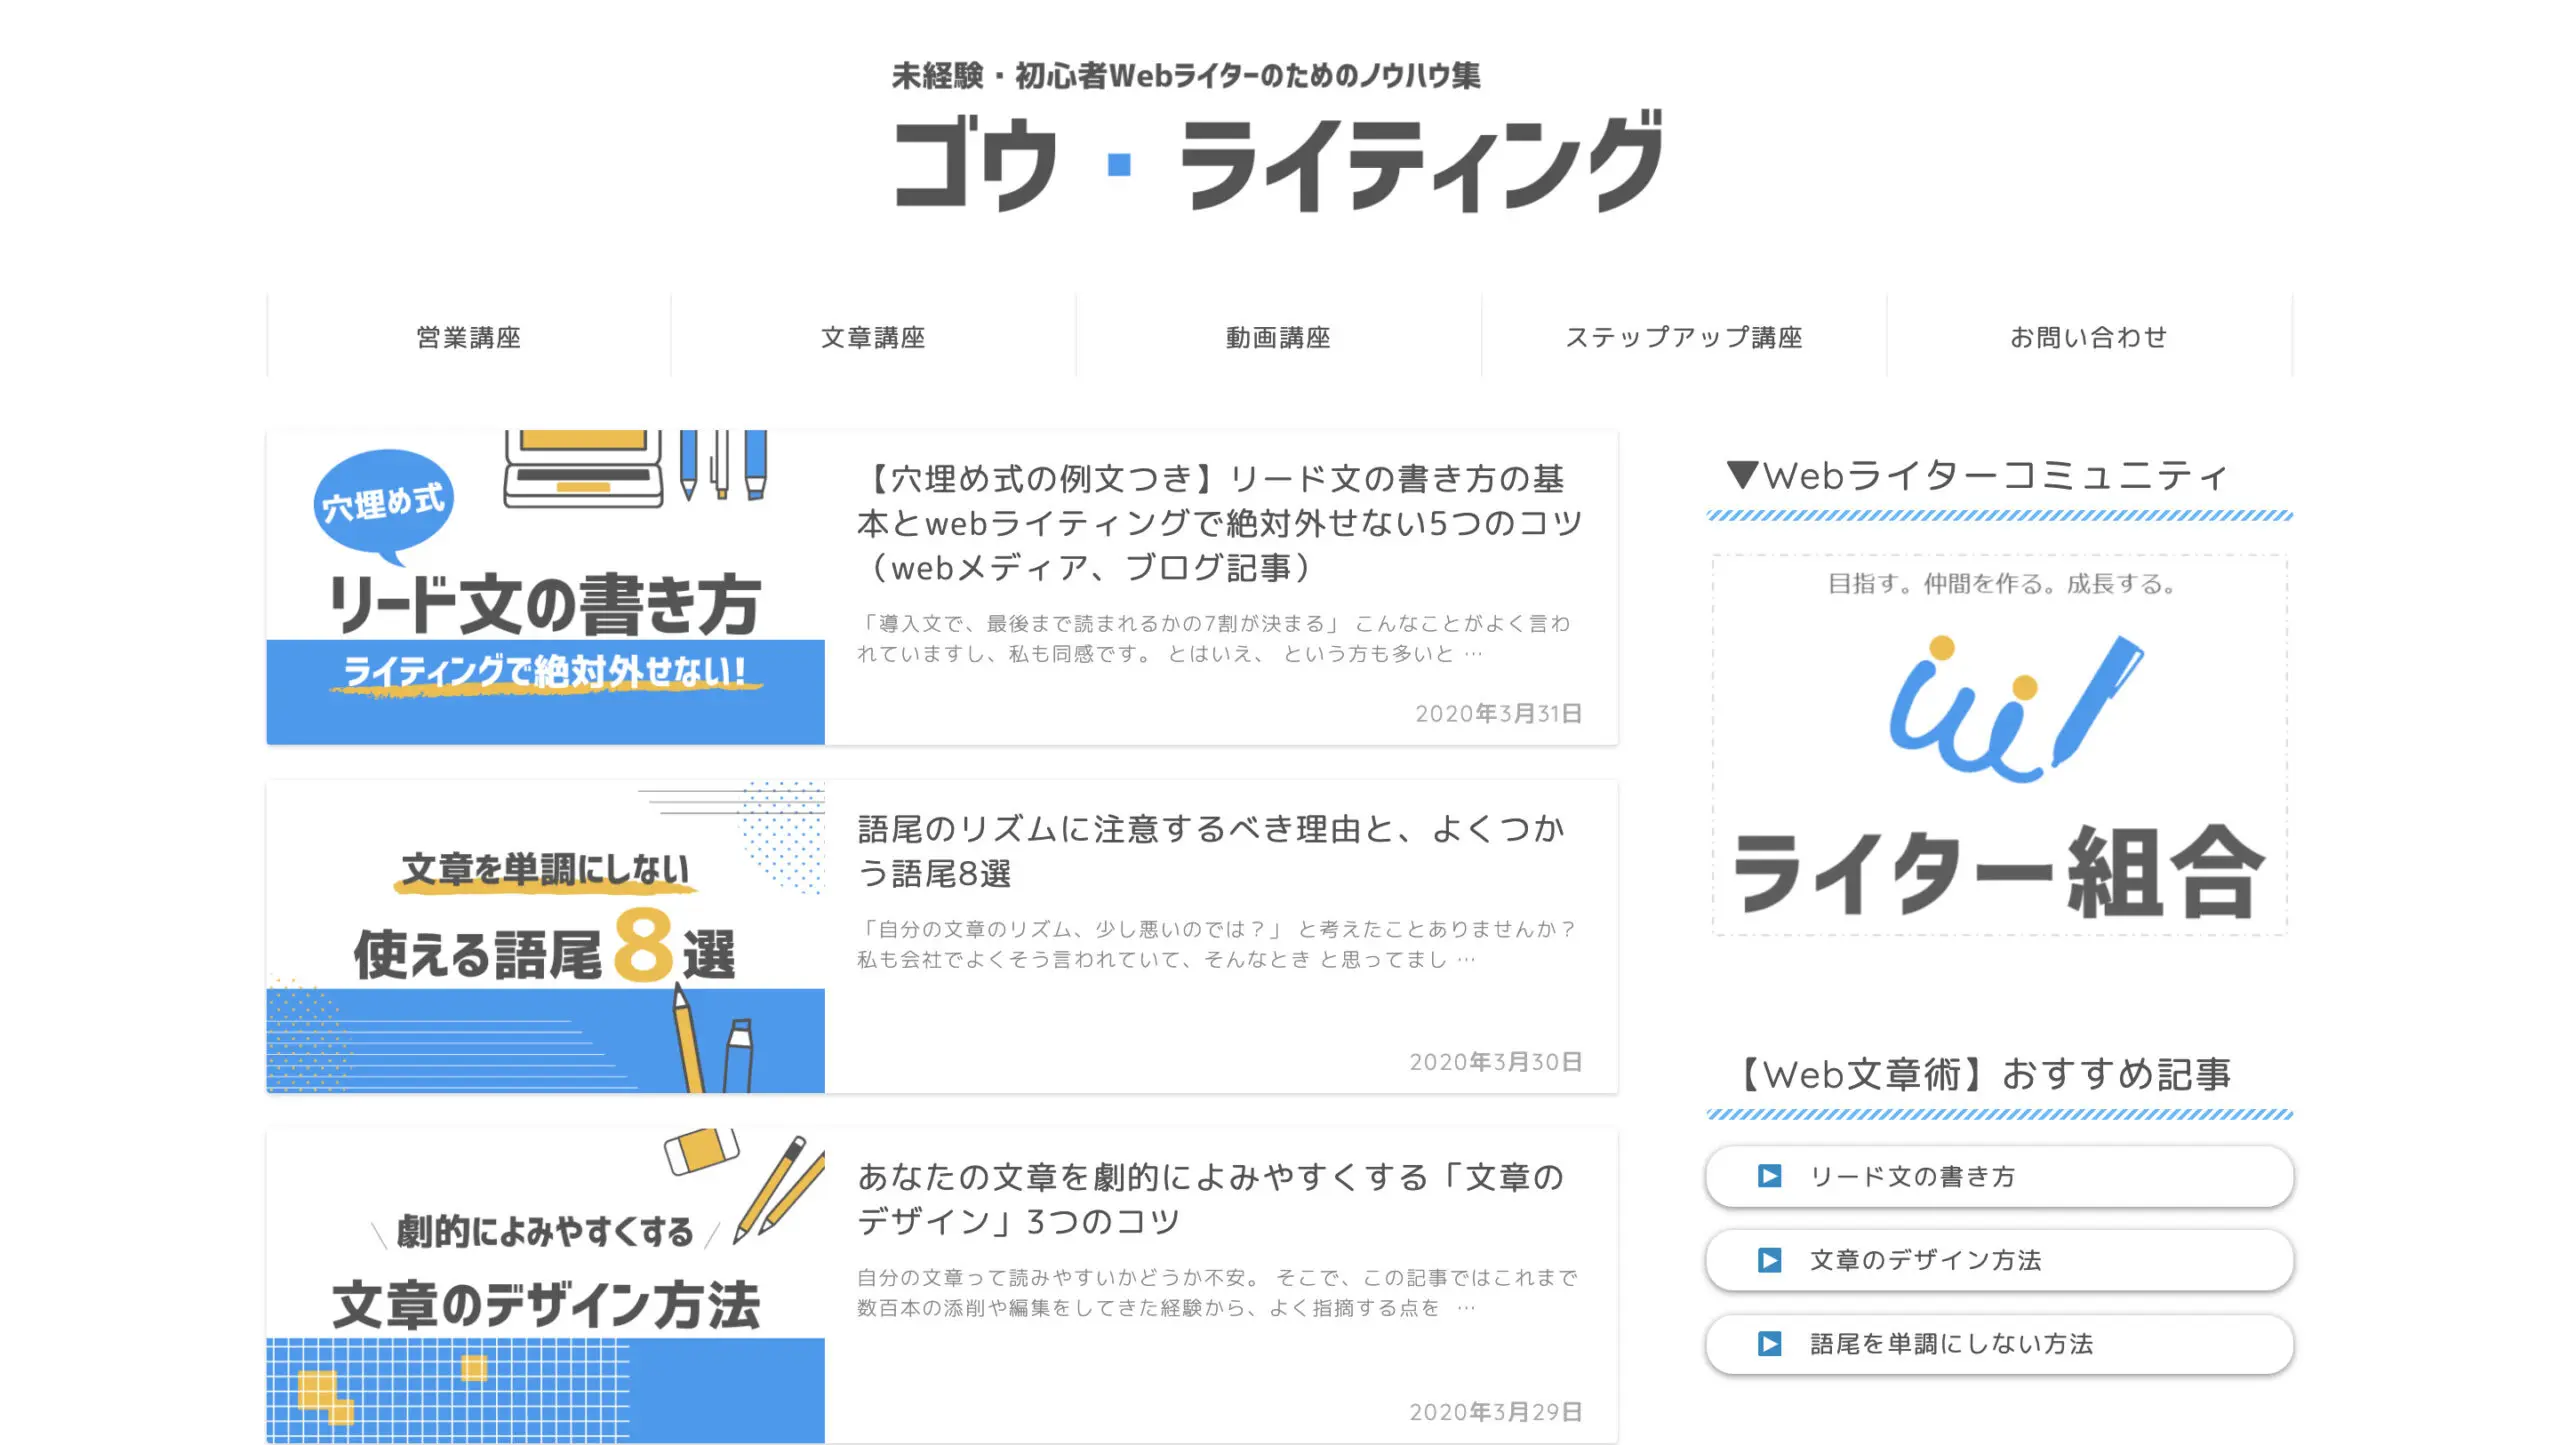 未経験・初心者Webライターのためのノウハウ集
ゴウ・ライティング
営業講座
文章講座
動画講座
ステップアップ講座
お問い合わせ
穴埋め式
リード文の書き方
ライティングで絶対外せない!
【穴埋め式の例文つき】リード文の書き方の基
本とwebライティングで絶対外せない5つのコツ
（webメディア、ブログ記事）
「導入文で、最後まで読まれるかの7割が決まる」 こんなことがよく言わ
れていますし、私も同感です。 とはいえ、 という方も多いと …
2020年3月31日
文章を単調にしない
使える語尾8選
語尾のリズムに注意するべき理由と、よくつか
う語尾8選
「自分の文章のリズム、少し悪いのでは？」 と考えたことありませんか？
私も会社でよくそう言われていて、そんなとき と思ってまし …
2020年3月30日
劇的によみやすくする
文章のデザイン方法
あなたの文章を劇的によみやすくする「文章の
デザイン」3つのコツ
自分の文章って読みやすいかどうか不安。 そこで、この記事ではこれまで
数百本の添削や編集をしてきた経験から、よく指摘する点を …
2020年3月29日
▼Webライターコミュニティ
目指す。仲間を作る。成長する。
ライター組合
【Web文章術】おすすめ記事
リード文の書き方
文章のデザイン方法
語尾を単調にしない方法